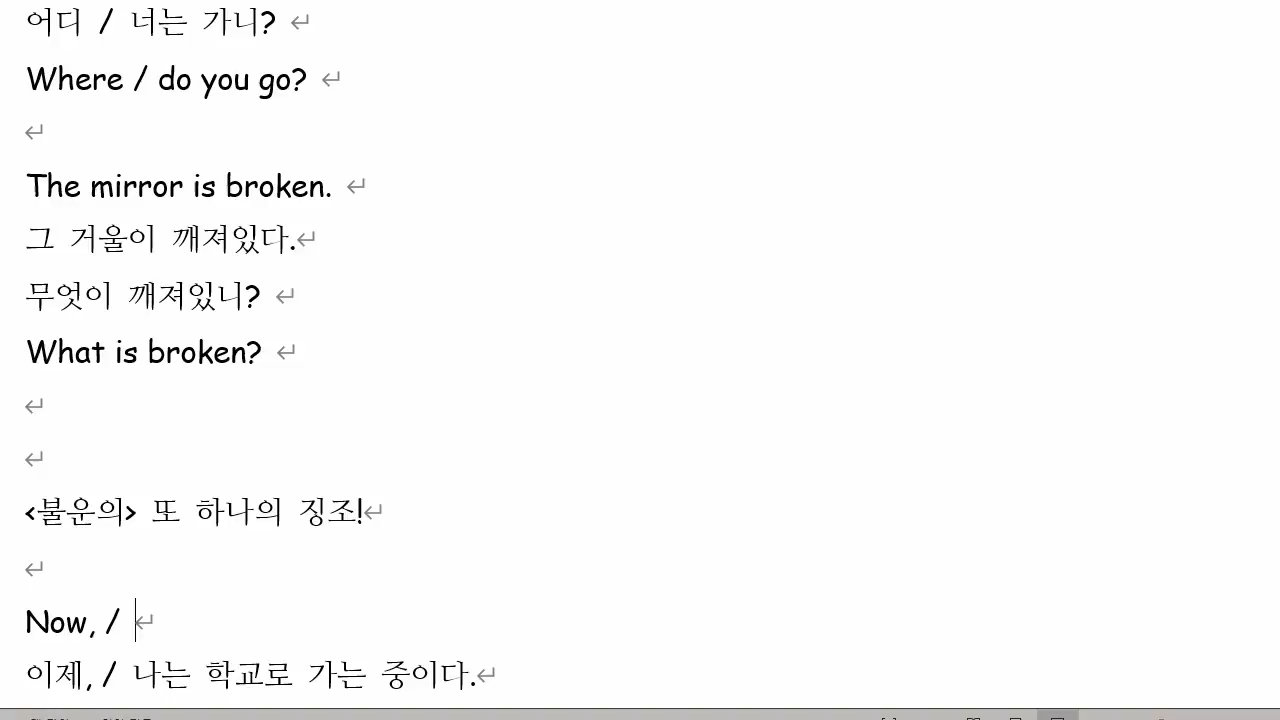 어디 / 너는 가니?
Where / do you go?
The mirror is broken.
그 거울이 깨져있다.
무엇이 깨져있니?
What is broken?
<불운의> 또 하나의 징조!
Now, /
이제, / 나는 학교로 가는 중이다.